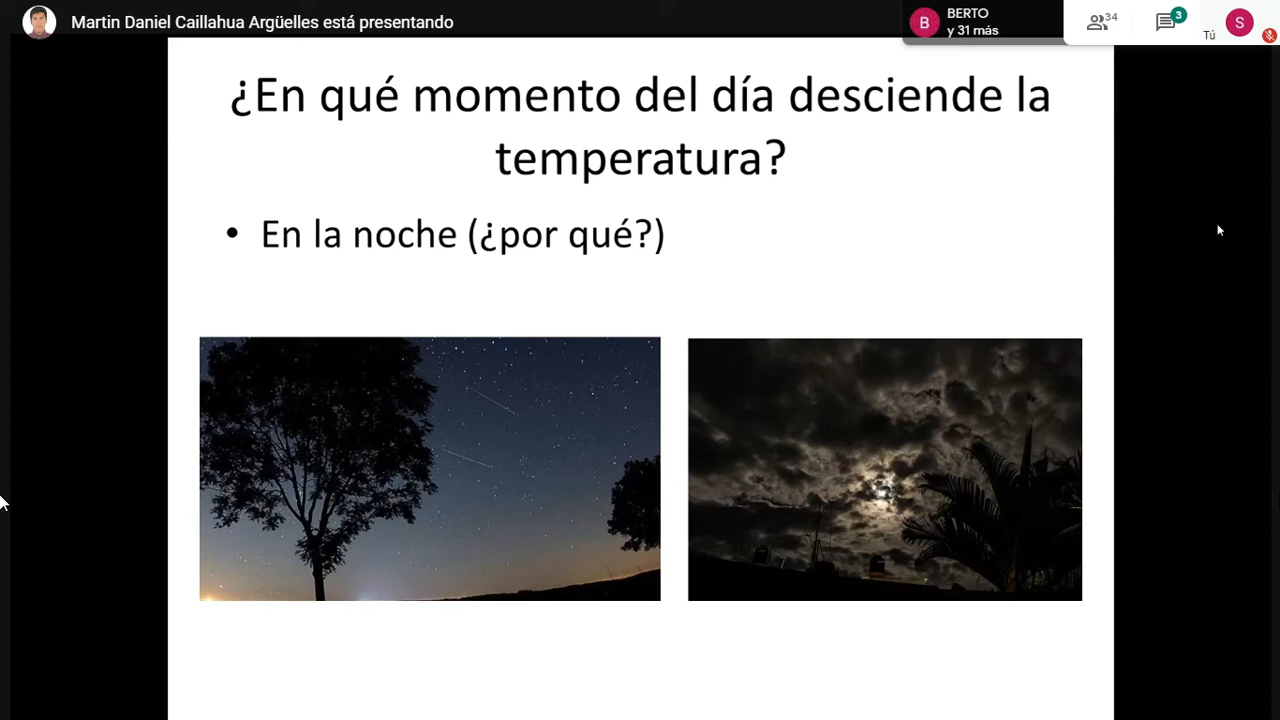 Martin Daniel Caillahua Argüelles está presentando
B
BERTO
y 31 más
34
3
Tú
S
¿En qué momento del día desciende la
temperatura?
• En la noche (¿por qué?)